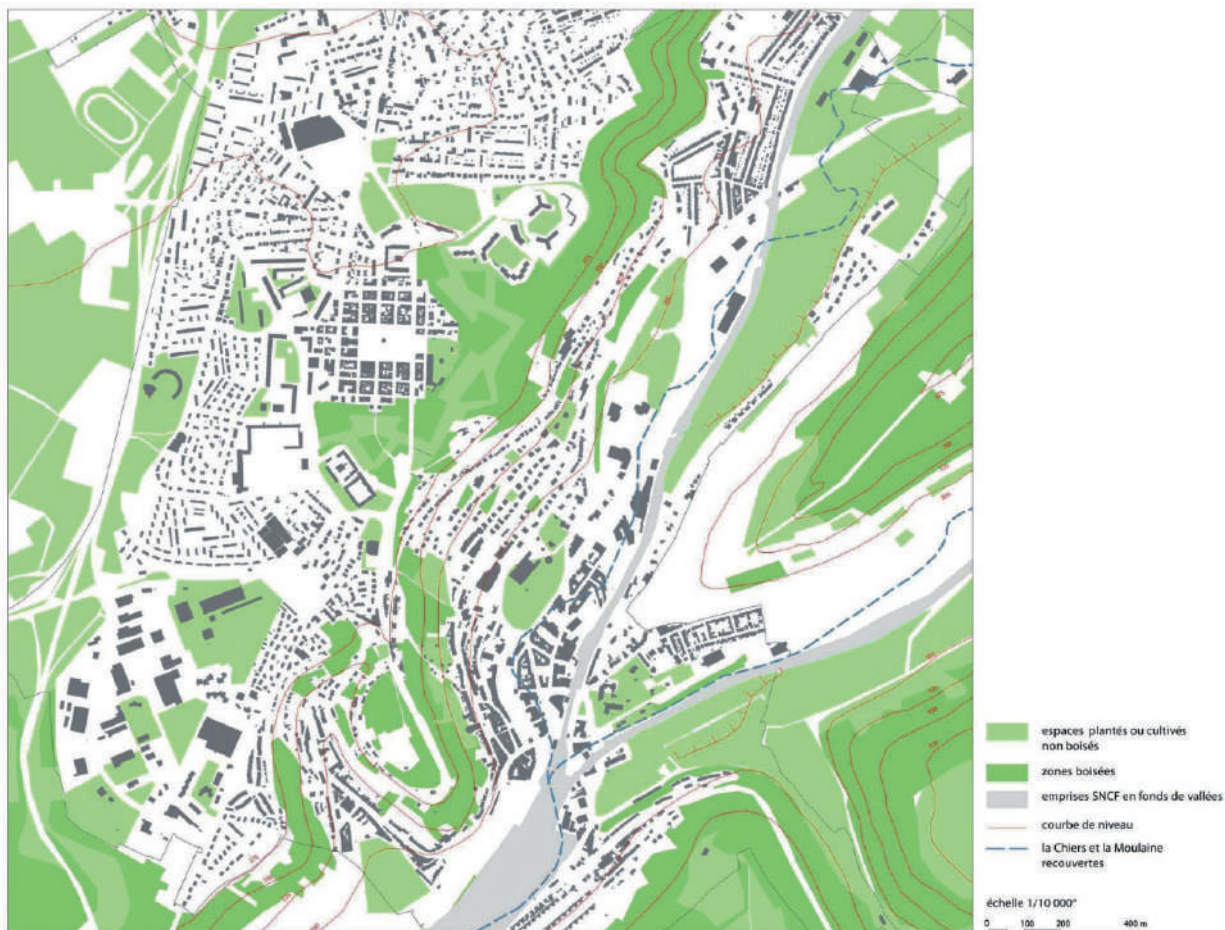 espaces plantés ou cultivés
non boisés
zones boisées
emprises SNCF en fonds de vallées
courbe de niveau
la Chiers et la Moulaine
recouvertes
échelle 1/10 000°
0 100 200 400 m